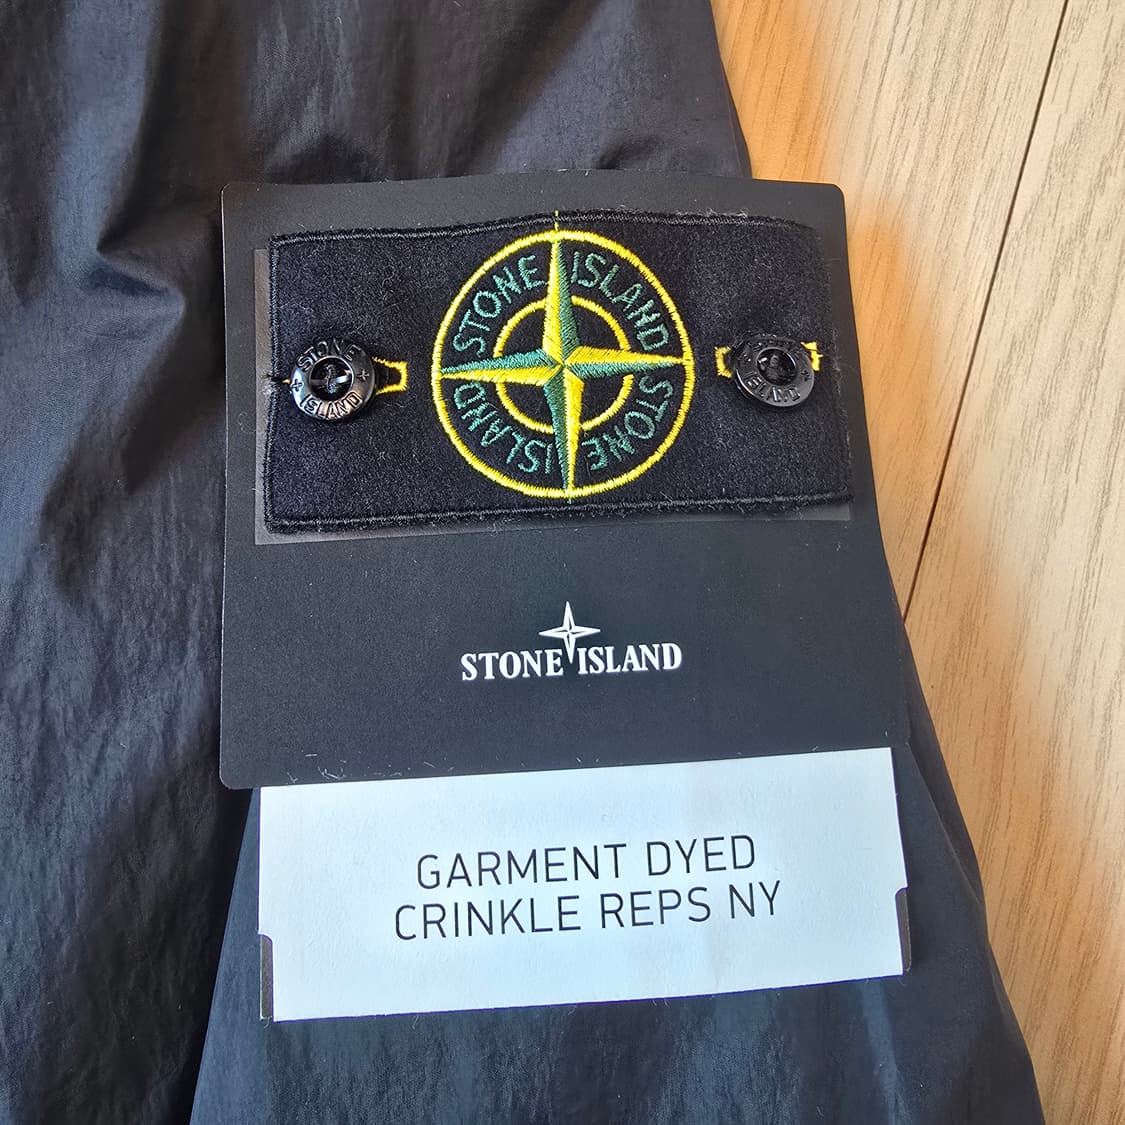 STONE ISLAND
STONE ISLAND
STONE
ISLAND
STONE
ISLAND
STONE ISLAND
GARMENT DYED
CRINKLE REPS NY